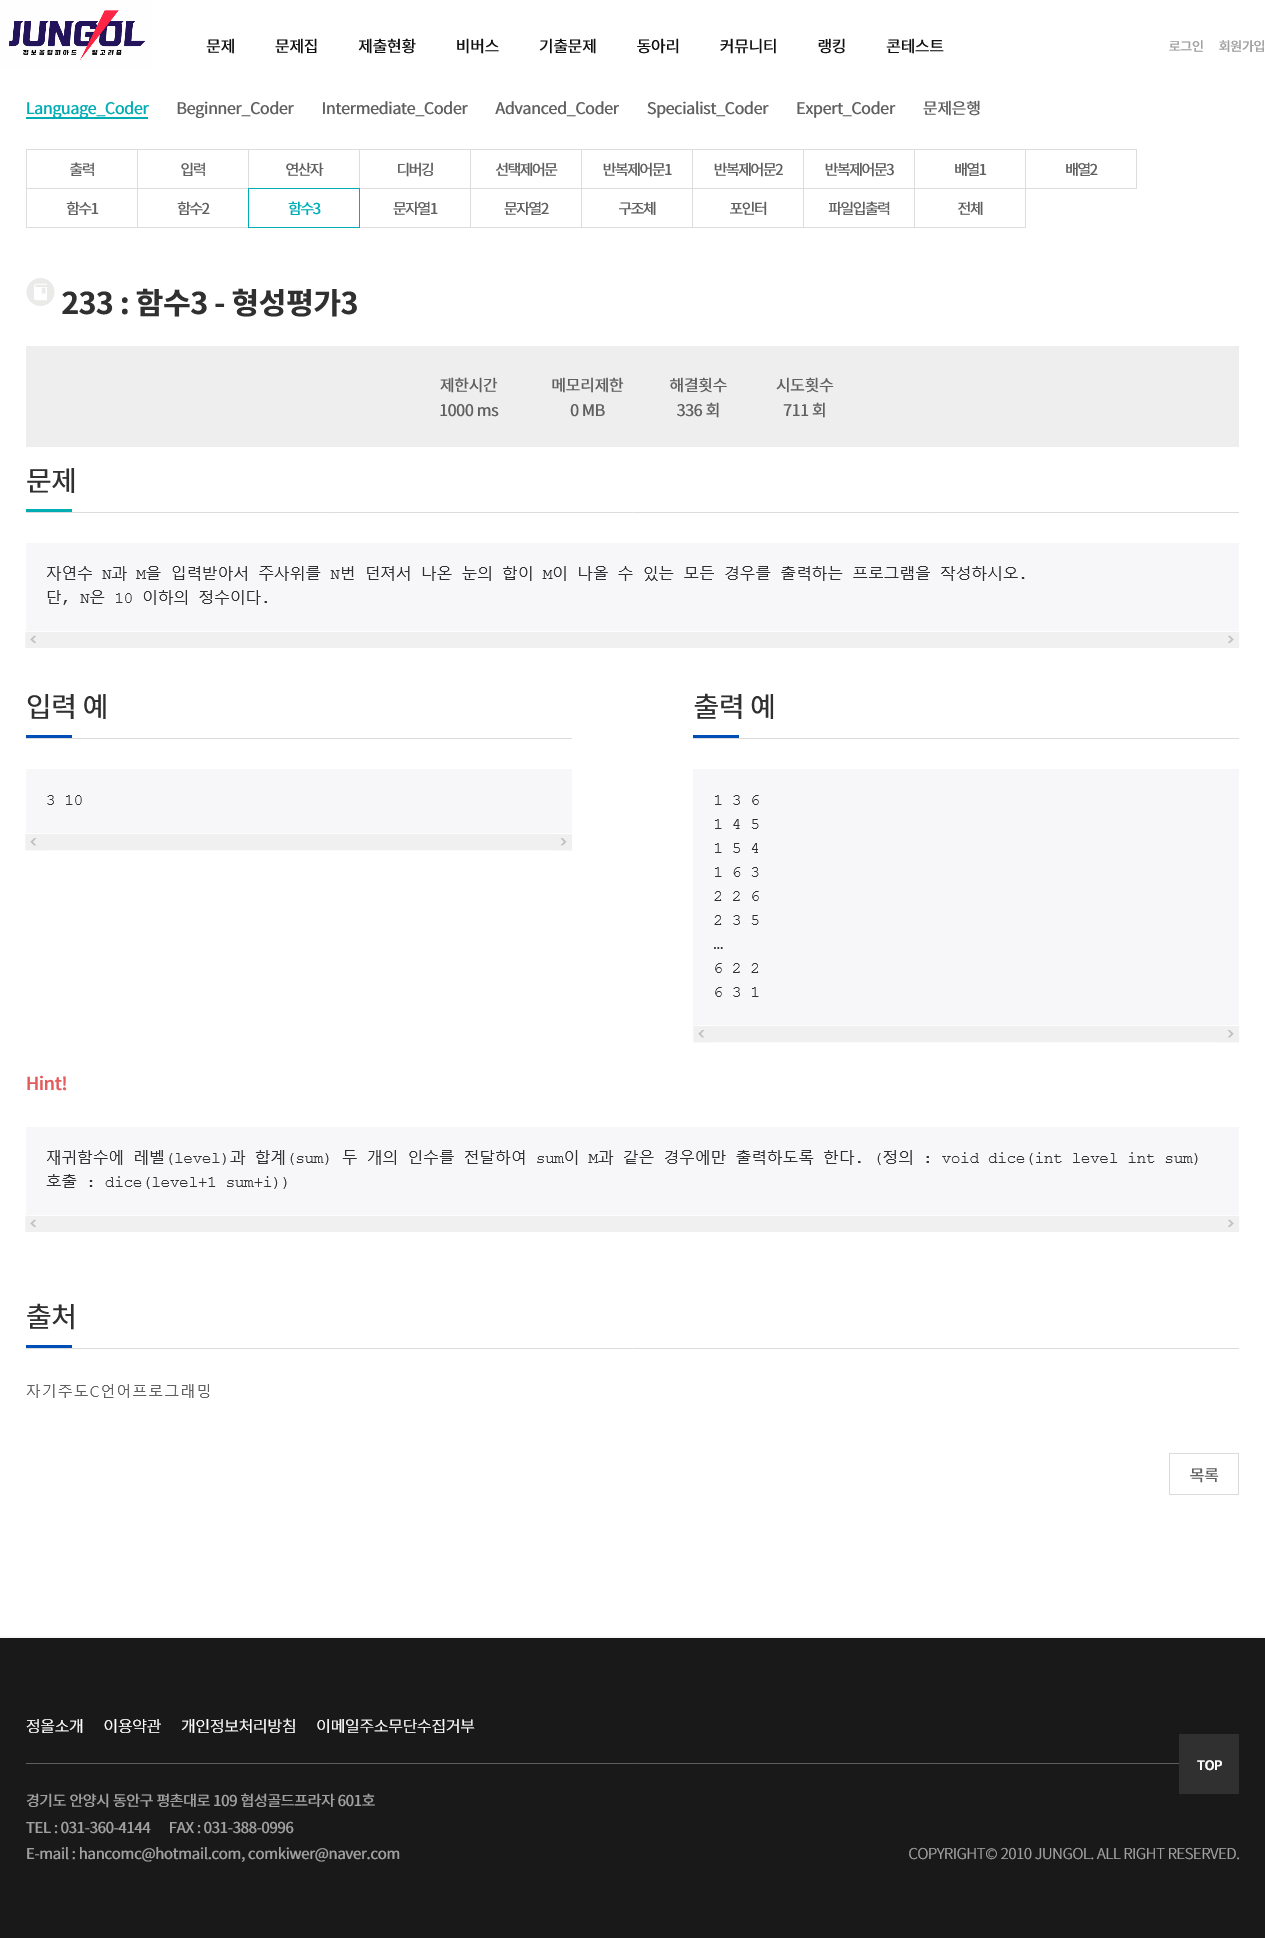 JUNGOL
정보올림피아드 알고리즘
문제 문제집 제출현황 비버스 기출문제 동아리 커뮤니티 랭킹 콘테스트 로그인 회원가입
Language_Coder Beginner_Coder Intermediate_Coder Advanced_Coder Specialist_Coder Expert_Coder 문제은행
출력 입력 연산자 디버깅 선택제어문 반복제어문1 반복제어문2 반복제어문3 배열1 배열2
함수1 함수2 함수3 문자열1 문자열2 구조체 포인터 파일입출력 전체
233 : 함수3 - 형성평가3
제한시간 메모리제한 해결횟수 시도횟수
1000 ms 0 MB 336 회 711 회
문제
자연수 N과 M을 입력받아서 주사위를 N번 던져서 나온 눈의 합이 M이 나올 수 있는 모든 경우를 출력하는 프로그램을 작성하시오.
단, N은 10 이하의 정수이다.
입력 예
3 10
출력 예
1 3 6
1 4 5
1 5 4
1 6 3
2 2 6
2 3 5
…
6 2 2
6 3 1
Hint!
재귀함수에 레벨(level)과 합계(sum) 두 개의 인수를 전달하여 sum이 M과 같은 경우에만 출력하도록 한다. (정의 : void dice(int level int sum)
호출 : dice(level+1 sum+i))
출처
자기주도C언어프로그래밍
목록
정올소개 이용약관 개인정보처리방침 이메일주소무단수집거부
TOP
경기도 안양시 동안구 평촌대로 109 협성골드프라자 601호
TEL : 031-360-4144 FAX : 031-388-0996
E-mail : hancomc@hotmail.com, comkiwer@naver.com COPYRIGHT© 2010 JUNGOL. ALL RIGHT RESERVED.